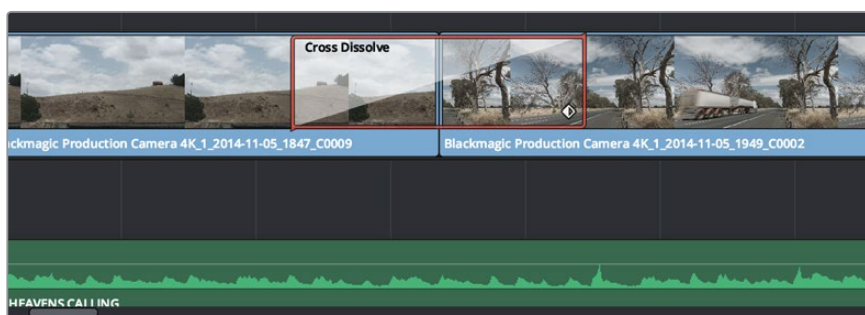 Cross Dissolve
ackmagic Production Camera 4K_1_2014-11-05_1847_C0009
Blackmagic Production Camera 4K_1_2014-11-05_1949_C0002
HEAVENS CALLING